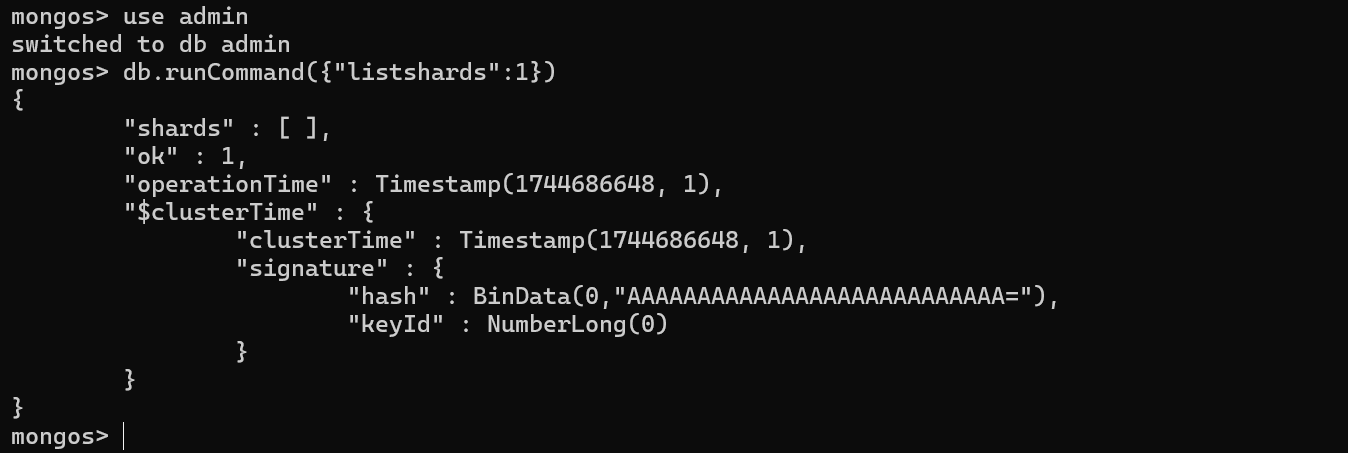 mongos> use admin
switched to db admin
mongos> db.runCommand({"listshards":1})
{
        "shards" : [ ],
        "ok" : 1,
        "operationTime" : Timestamp(1744686648, 1),
        "$clusterTime" : {
                "clusterTime" : Timestamp(1744686648, 1),
                "signature" : {
                        "hash" : BinData(0,"AAAAAAAAAAAAAAAAAAAAAAAAAAA="),
                        "keyId" : NumberLong(0)
                }
        }
}
mongos>